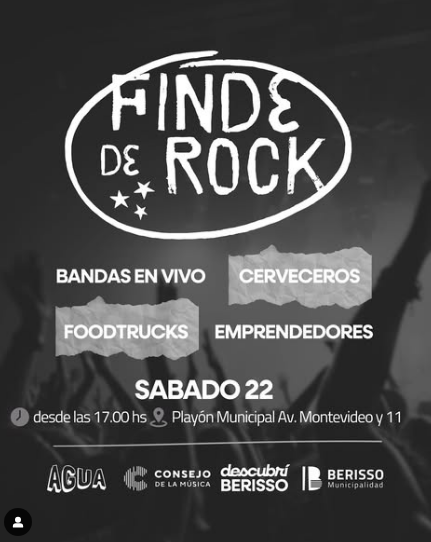 FINDE
DE ROCK
BANDAS EN VIVO CERVECEROS
FOODTRUCKS EMPRENDEDORES
SABADO 22
desde las 17.00 hs Playón Municipal Av. Montevideo y 11
AGUA CONSEJO DE LA MÚSICA descubrí BERISSO BERISSO Municipalidad